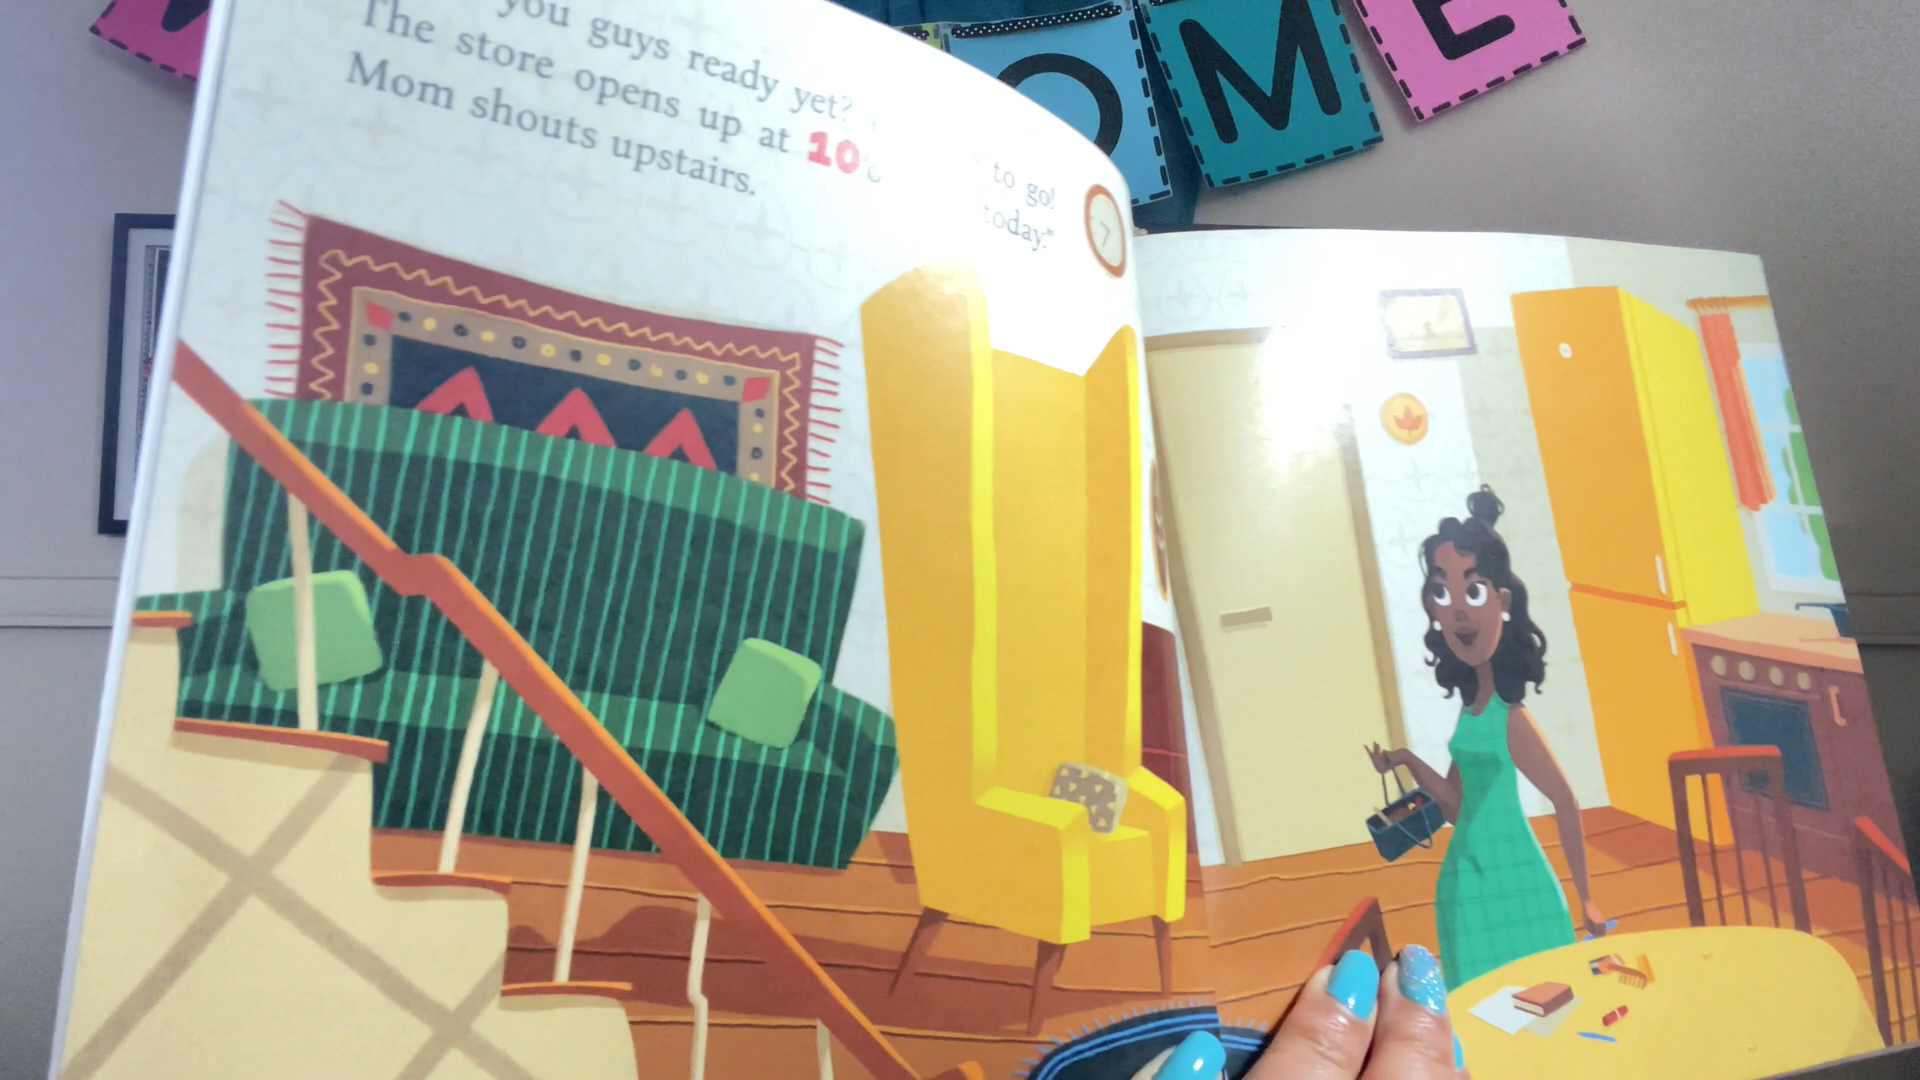 OME
you guys ready yet? to go!
The store opens up at 10 today."
Mom shouts upstairs.